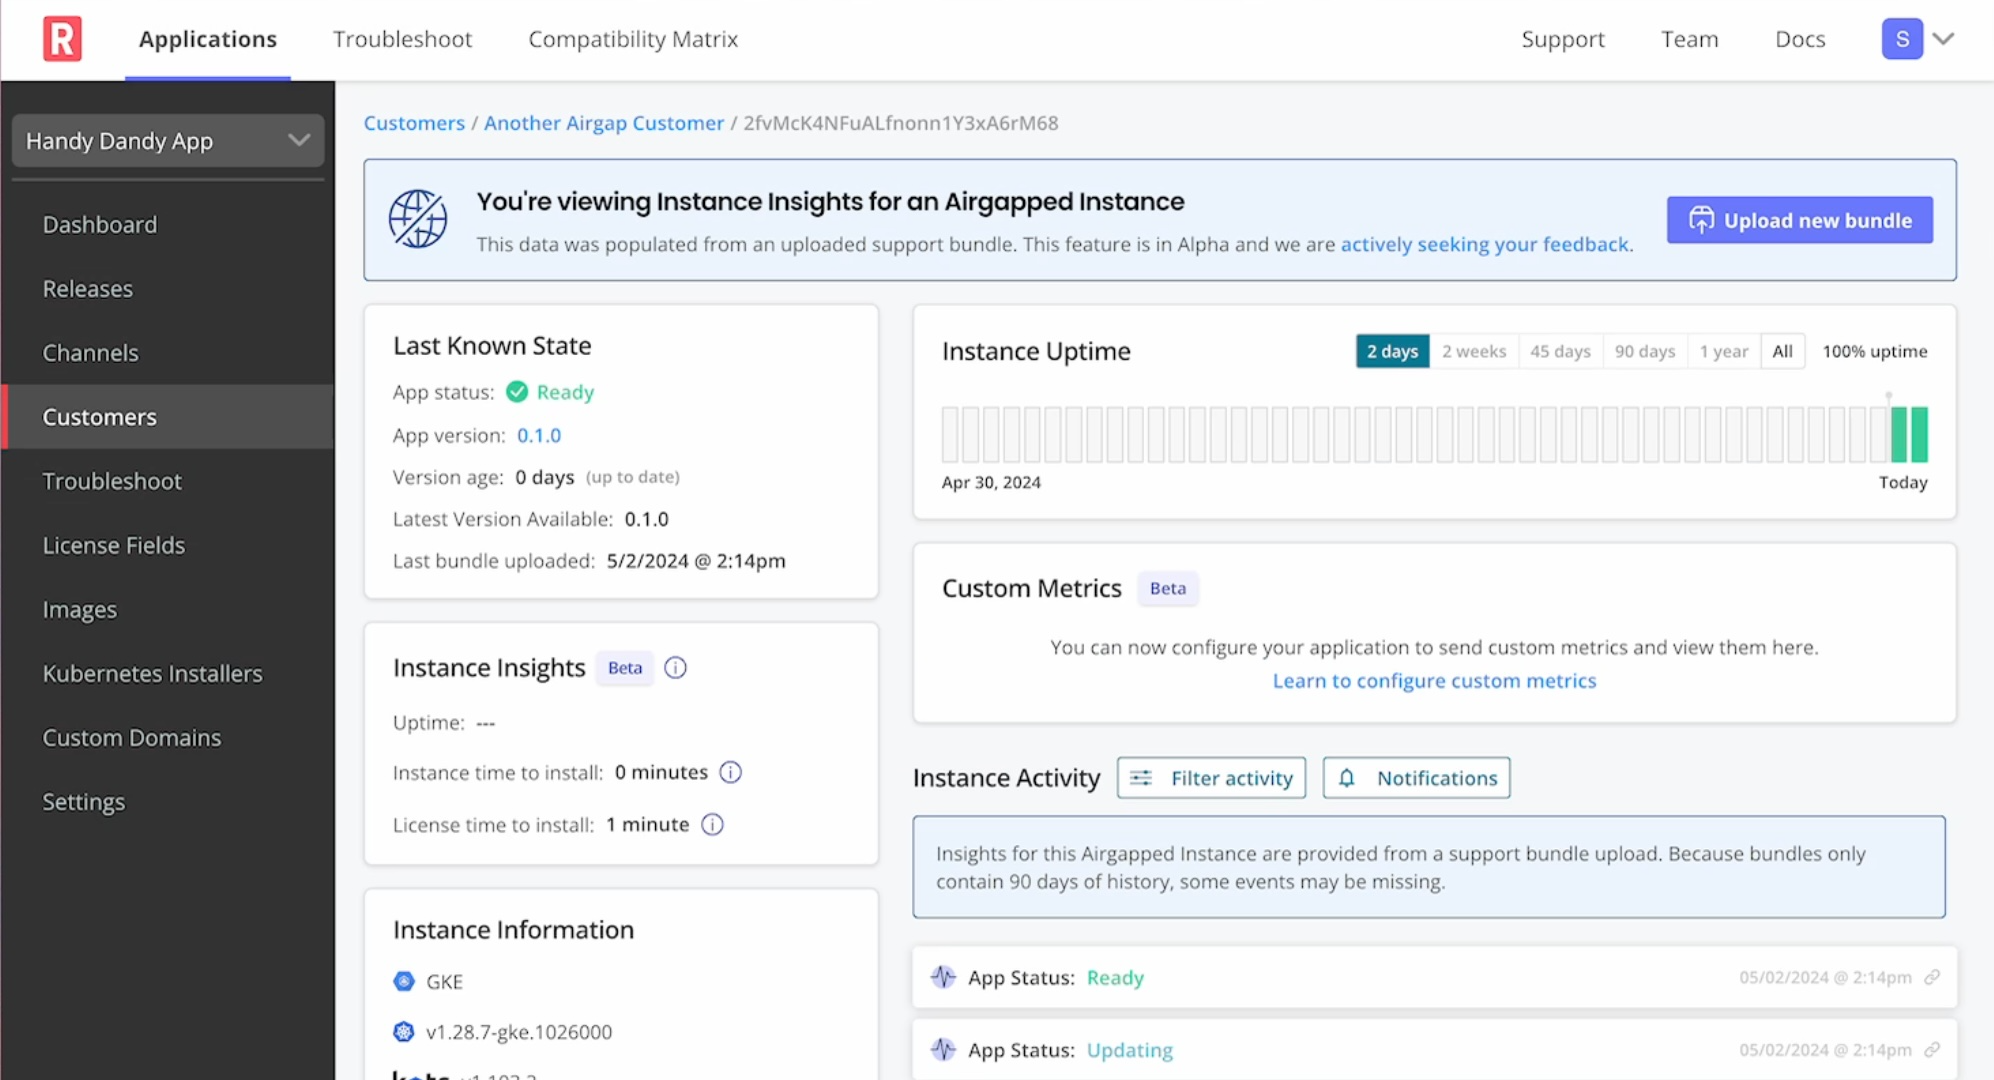 R
Applications
Troubleshoot
Compatibility Matrix
Support
Team
Docs
S
Handy Dandy App
Dashboard
Releases
Channels
Customers
Troubleshoot
License Fields
Images
Kubernetes Installers
Custom Domains
Settings
Customers / Another Airgap Customer / 2fvMcK4NFuALfnonn1Y3xA6rM68
You're viewing Instance Insights for an Airgapped Instance
This data was populated from an uploaded support bundle. This feature is in Alpha and we are actively seeking your feedback.
Upload new bundle
Last Known State
App status: Ready
App version: 0.1.0
Version age: 0 days (up to date)
Latest Version Available: 0.1.0
Last bundle uploaded: 5/2/2024 @ 2:14pm
Instance Insights Beta
Uptime: ---
Instance time to install: 0 minutes
License time to install: 1 minute
Instance Information
GKE
v1.28.7-gke.1026000
Instance Uptime
2 days 2 weeks 45 days 90 days 1 year All 100% uptime
Apr 30, 2024
Today
Custom Metrics Beta
You can now configure your application to send custom metrics and view them here.
Learn to configure custom metrics
Instance Activity
Filter activity
Notifications
Insights for this Airgapped Instance are provided from a support bundle upload. Because bundles only
contain 90 days of history, some events may be missing.
App Status: Ready 05/02/2024 @ 2:14pm
App Status: Updating 05/02/2024 @ 2:14pm